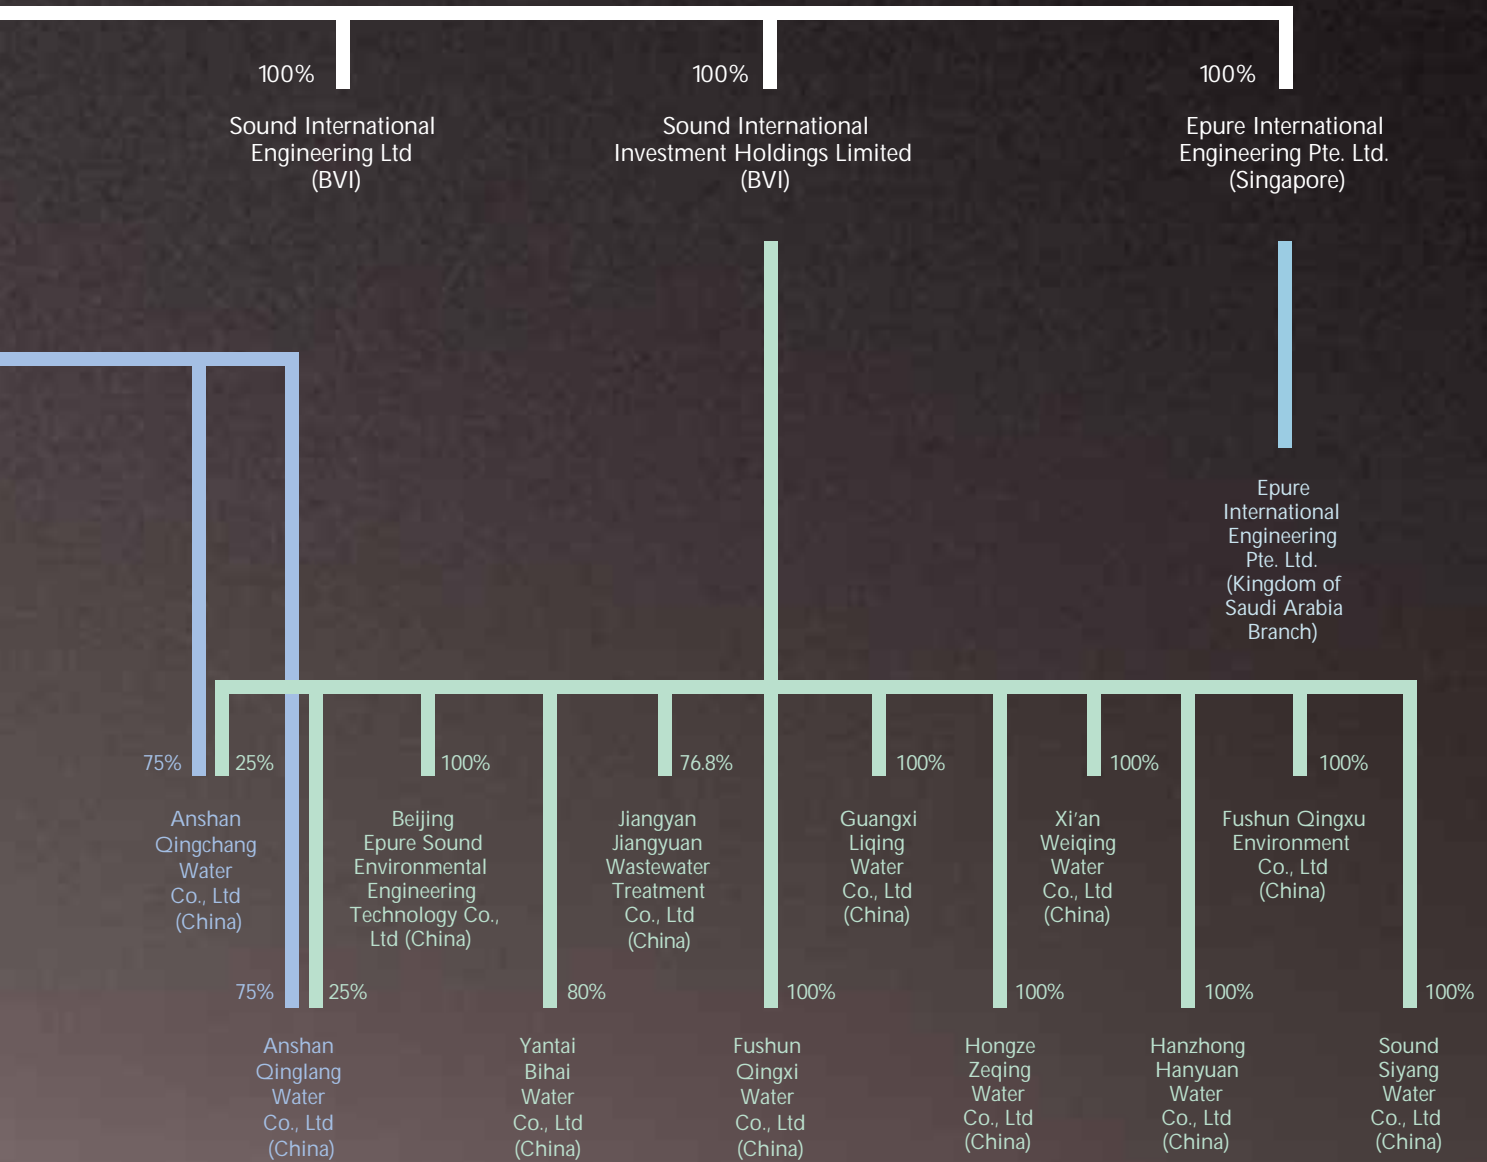 100%
Sound International
Engineering Ltd
(BVI)
100%
Sound International
Investment Holdings Limited
(BVI)
100%
Epure International
Engineering Pte. Ltd.
(Singapore)
Epure
International
Engineering
Pte. Ltd.
(Kingdom of
Saudi Arabia
Branch)
75%
25%
Anshan
Qingchang
Water
Co., Ltd
(China)
100%
Beijing
Epure Sound
Environmental
Engineering
Technology Co.,
Ltd (China)
76.8%
Jiangyan
Jiangyuan
Wastewater
Treatment
Co., Ltd
(China)
100%
Guangxi
Liqing
Water
Co., Ltd
(China)
100%
Xi'an
Weiqing
Water
Co., Ltd
(China)
100%
Fushun Qingxu
Environment
Co., Ltd
(China)
75%
25%
Anshan
Qinglang
Water
Co., Ltd
(China)
80%
Yantai
Bihai
Water
Co., Ltd
(China)
100%
Fushun
Qingxi
Water
Co., Ltd
(China)
100%
Hongze
Zeqing
Water
Co., Ltd
(China)
100%
Hanzhong
Hanyuan
Water
Co., Ltd
(China)
100%
Sound
Siyang
Water
Co., Ltd
(China)